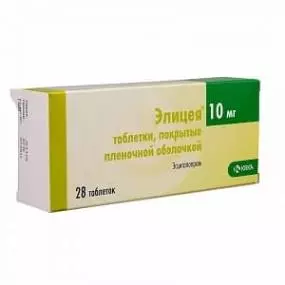 Элицея® 10 мг
таблетки, покрытые
пленочной оболочкой
Эсциталопрам
28 таблеток
KRKA